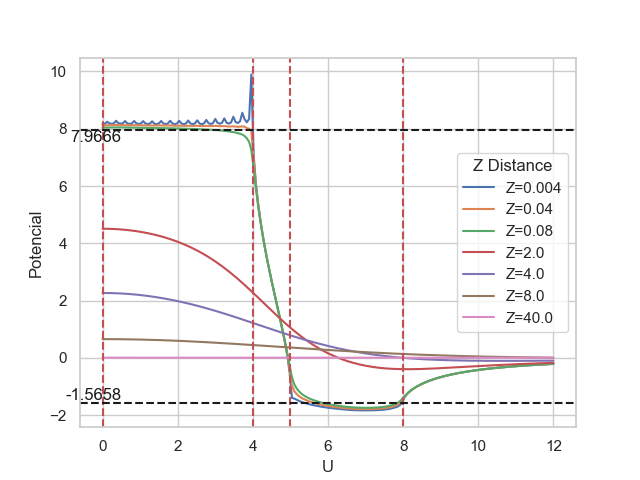 10
8
7.9666
6
4
2
0
-1.5658
−2
Potencial
0
2
4
6
8
10
12
U
Z Distance
Z=0.004
Z=0.04
Z=0.08
Z=2.0
Z=4.0
Z=8.0
Z=40.0